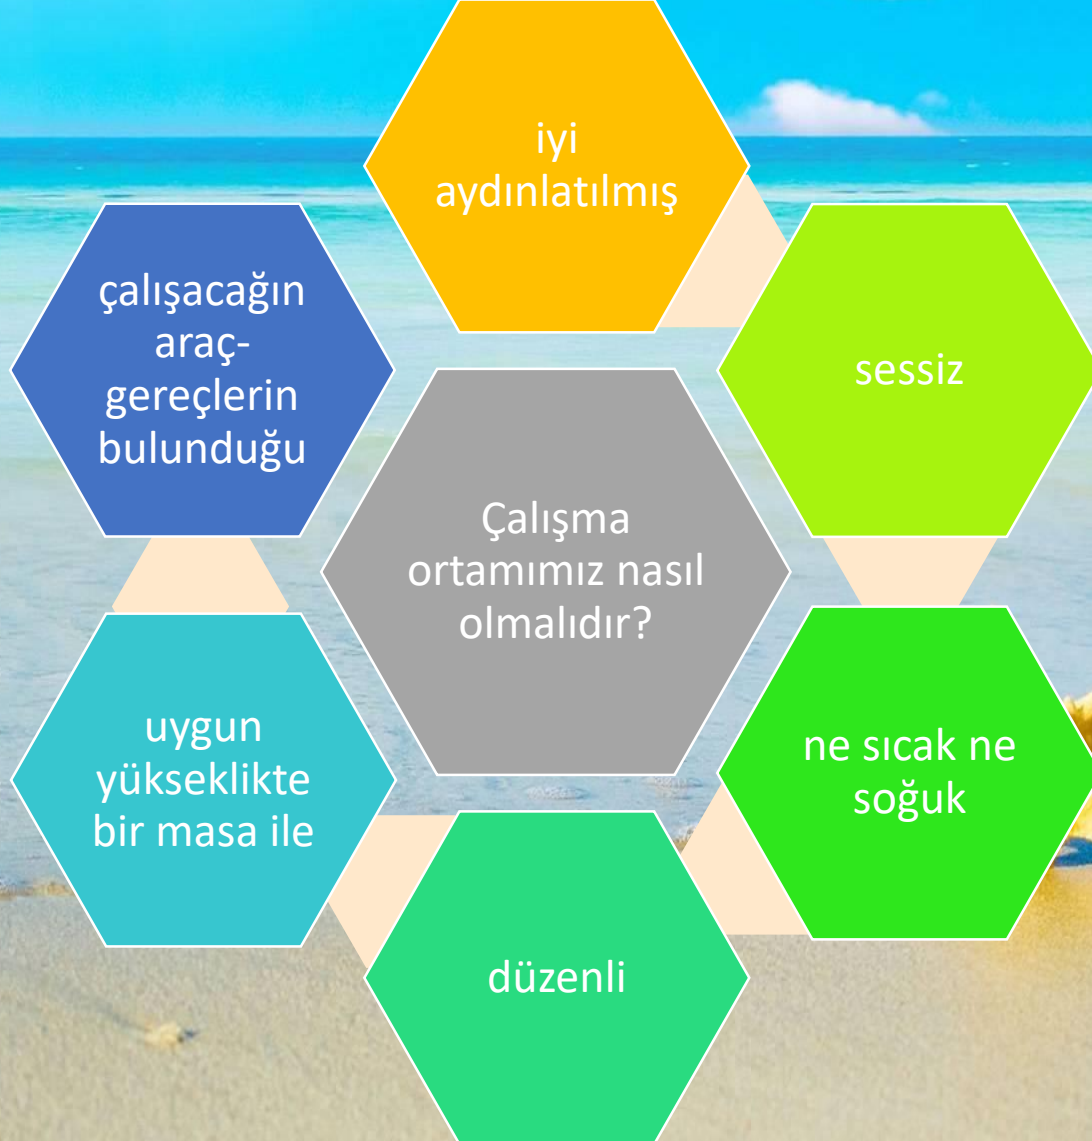 iyi
aydınlatılmış
sessiz
ne sıcak ne
soğuk
düzenli
uygun
yükseklikte
bir masa ile
çalışacağın
araç-
gereçlerin
bulunduğu
Çalışma
ortamımız nasıl
olmalıdır?